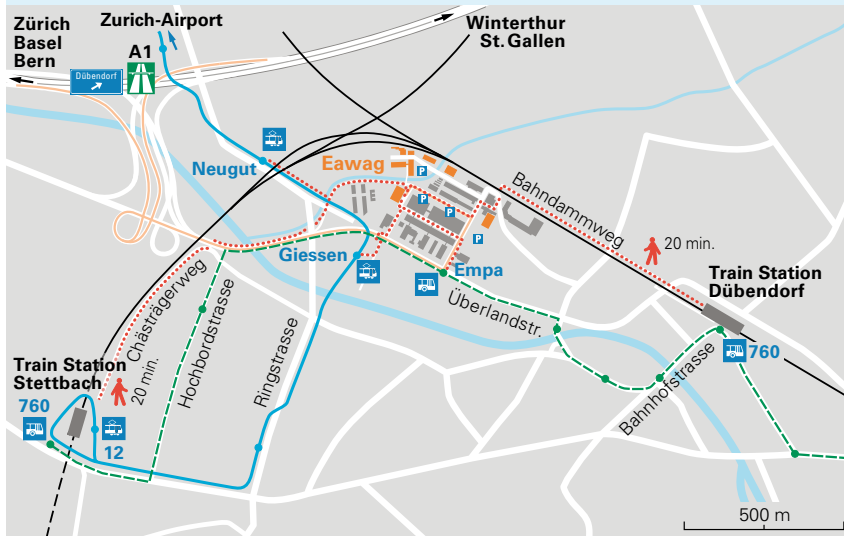 Zürich
Basel
Bern
Zurich-Airport
A1
Dübendorf
Winterthur
St. Gallen
Neugut
Eawag
P
P
P
P
P
Bahndammweg
20 min.
Giessen
Empa
Train Station
Dübendorf
Chästrägerweg
Hochbordstrasse
Ringstrasse
Überlandstr.
760
Bahnhofstrasse
Train Station
Stettbach
20 min.
760
12
500 m